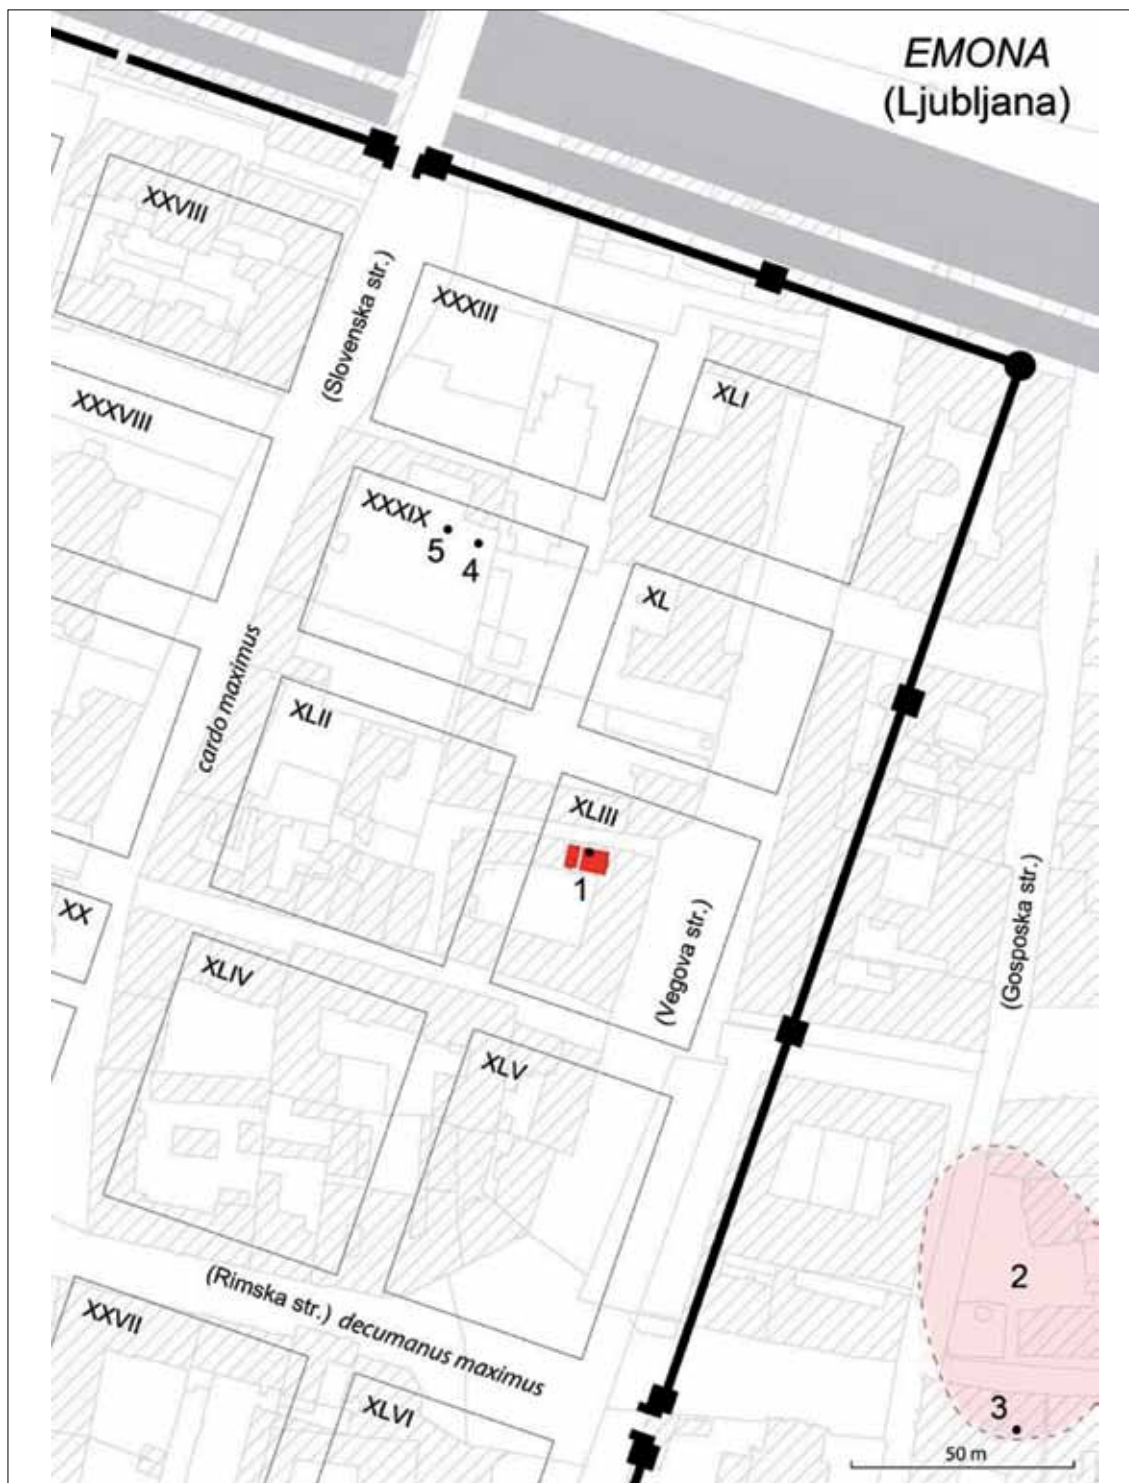 EMONA
(Ljubljana)
XXVIII
(Slovenska str.)
XXXIII
XLI
XXXVIII
XXXIX
5
4
XL
cardo maximus
XLII
XLIII
1
(Vegova str.)
(Gosposka str.)
XX
XLIV
XLV
2
(Rimska str.) decumanus maximus
XXVII
XLVI
3
50 m